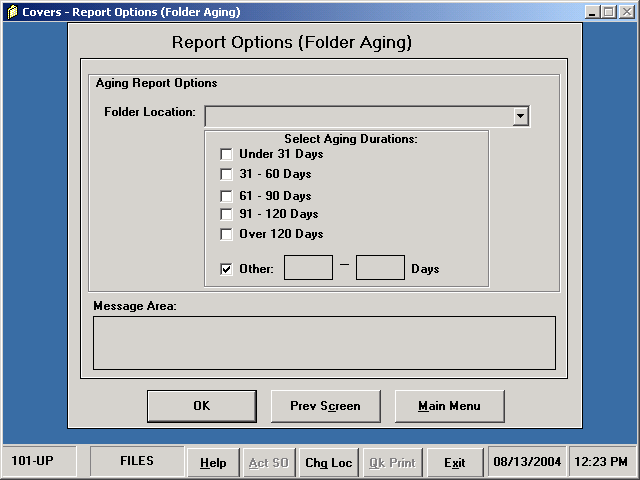 Covers - Report Options (Folder Aging)
Report Options (Folder Aging)
Aging Report Options
Folder Location:
Select Aging Durations:
Under 31 Days
31 - 60 Days
61 - 90 Days
91 - 120 Days
Over 120 Days
Other: — Days
Message Area:
OK Prev Screen Main Menu
101-UP FILES Help Act SO Chg Loc Qk Print Exit 08/13/2004 12:23 PM